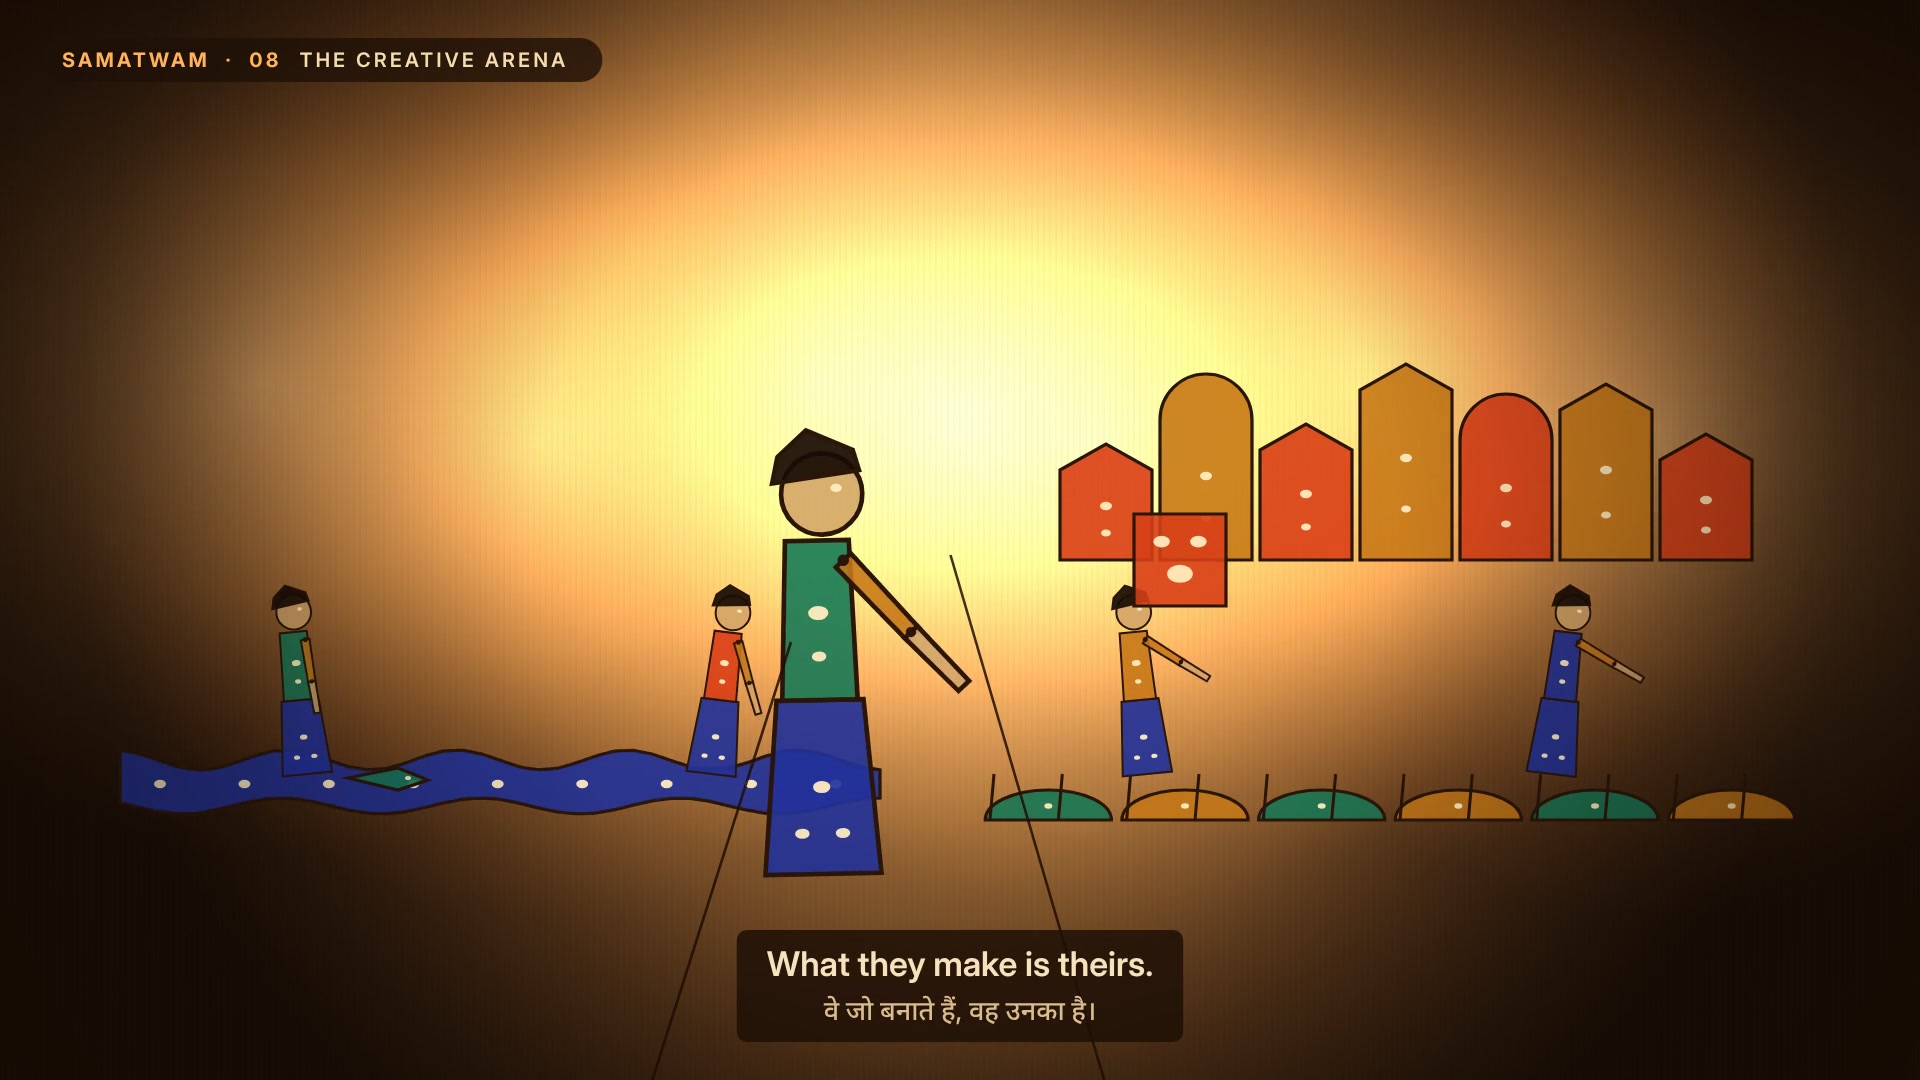 SAMATWAM · 08 THE CREATIVE ARENA
What they make is theirs.
वे जो बनाते हैं, वह उनका है।